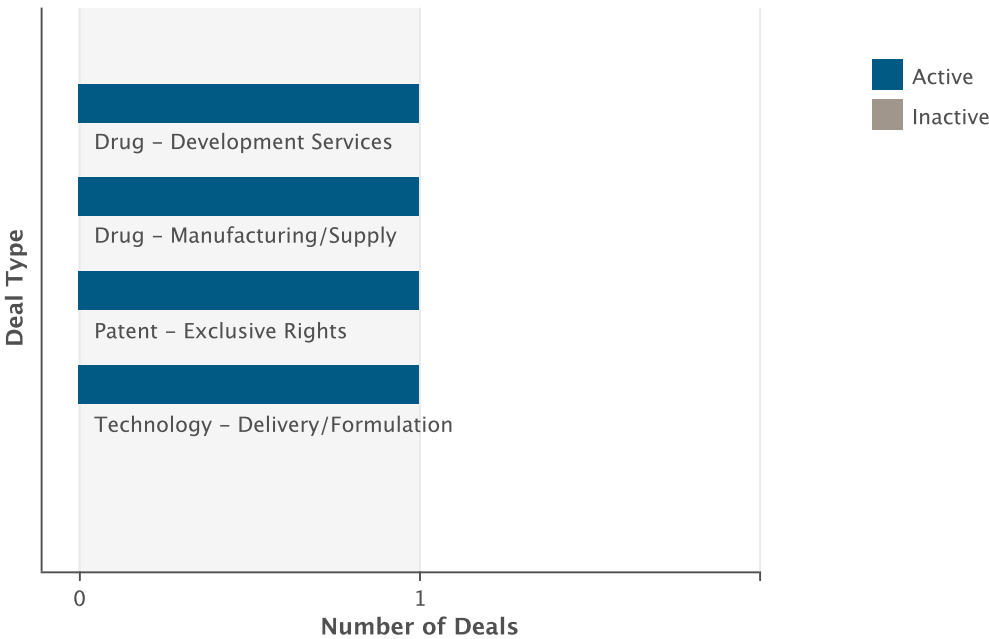 Active
Inactive
Drug – Development Services
Drug – Manufacturing/Supply
Patent – Exclusive Rights
Technology – Delivery/Formulation
Deal Type
0
1
Number of Deals